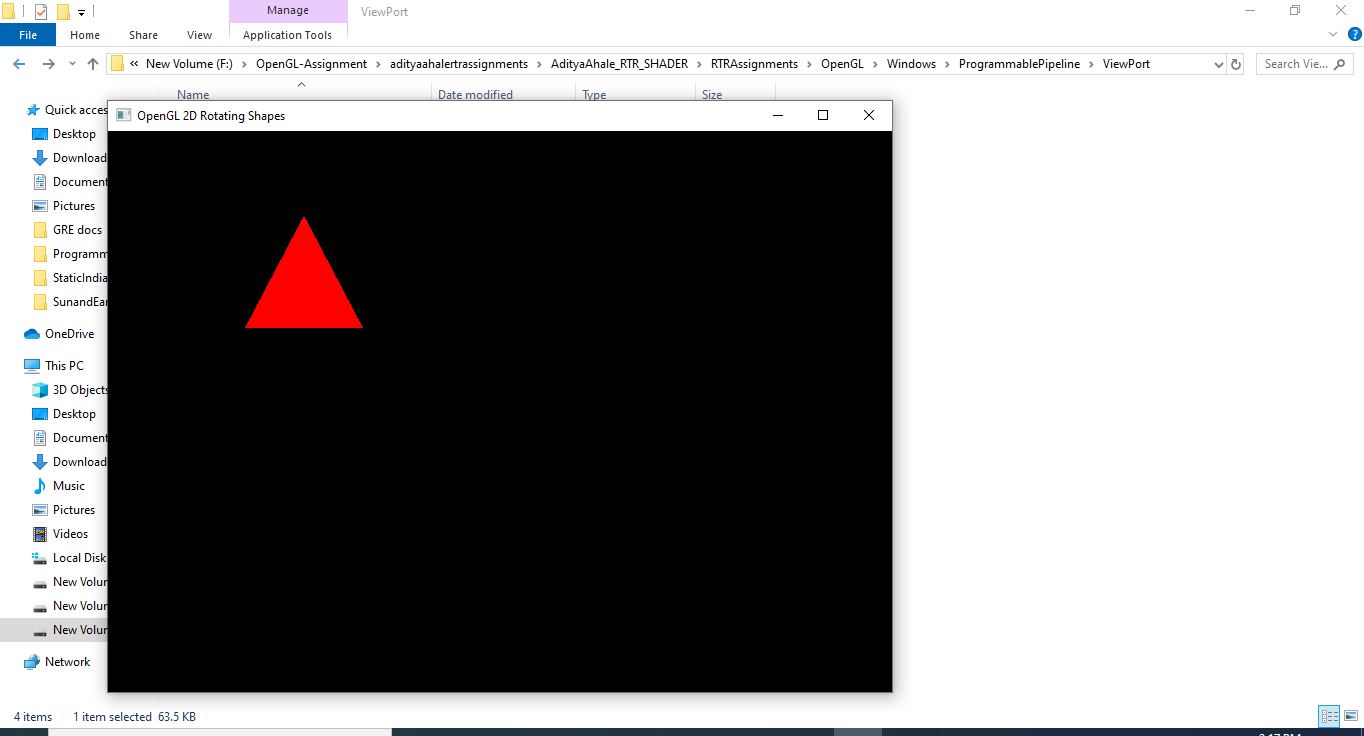 Manage
ViewPort
File
Home
Share
View
Application Tools
« New Volume (F:) › OpenGL-Assignment › adityaahalertrassignments › AdityaAhale_RTR_SHADER › RTRAssignments › OpenGL › Windows › ProgrammablePipeline › ViewPort
Search Vie...
Name
Date modified
Type
Size
OpenGL 2D Rotating Shapes
Quick acces
Desktop
Download
Document
Pictures
GRE docs
Programm
StaticIndia
SunandEar
OneDrive
This PC
3D Objects
Desktop
Document
Download
Music
Pictures
Videos
Local Disk
New Volur
New Volur
New Volur
Network
4 items
1 item selected 63.5 KB